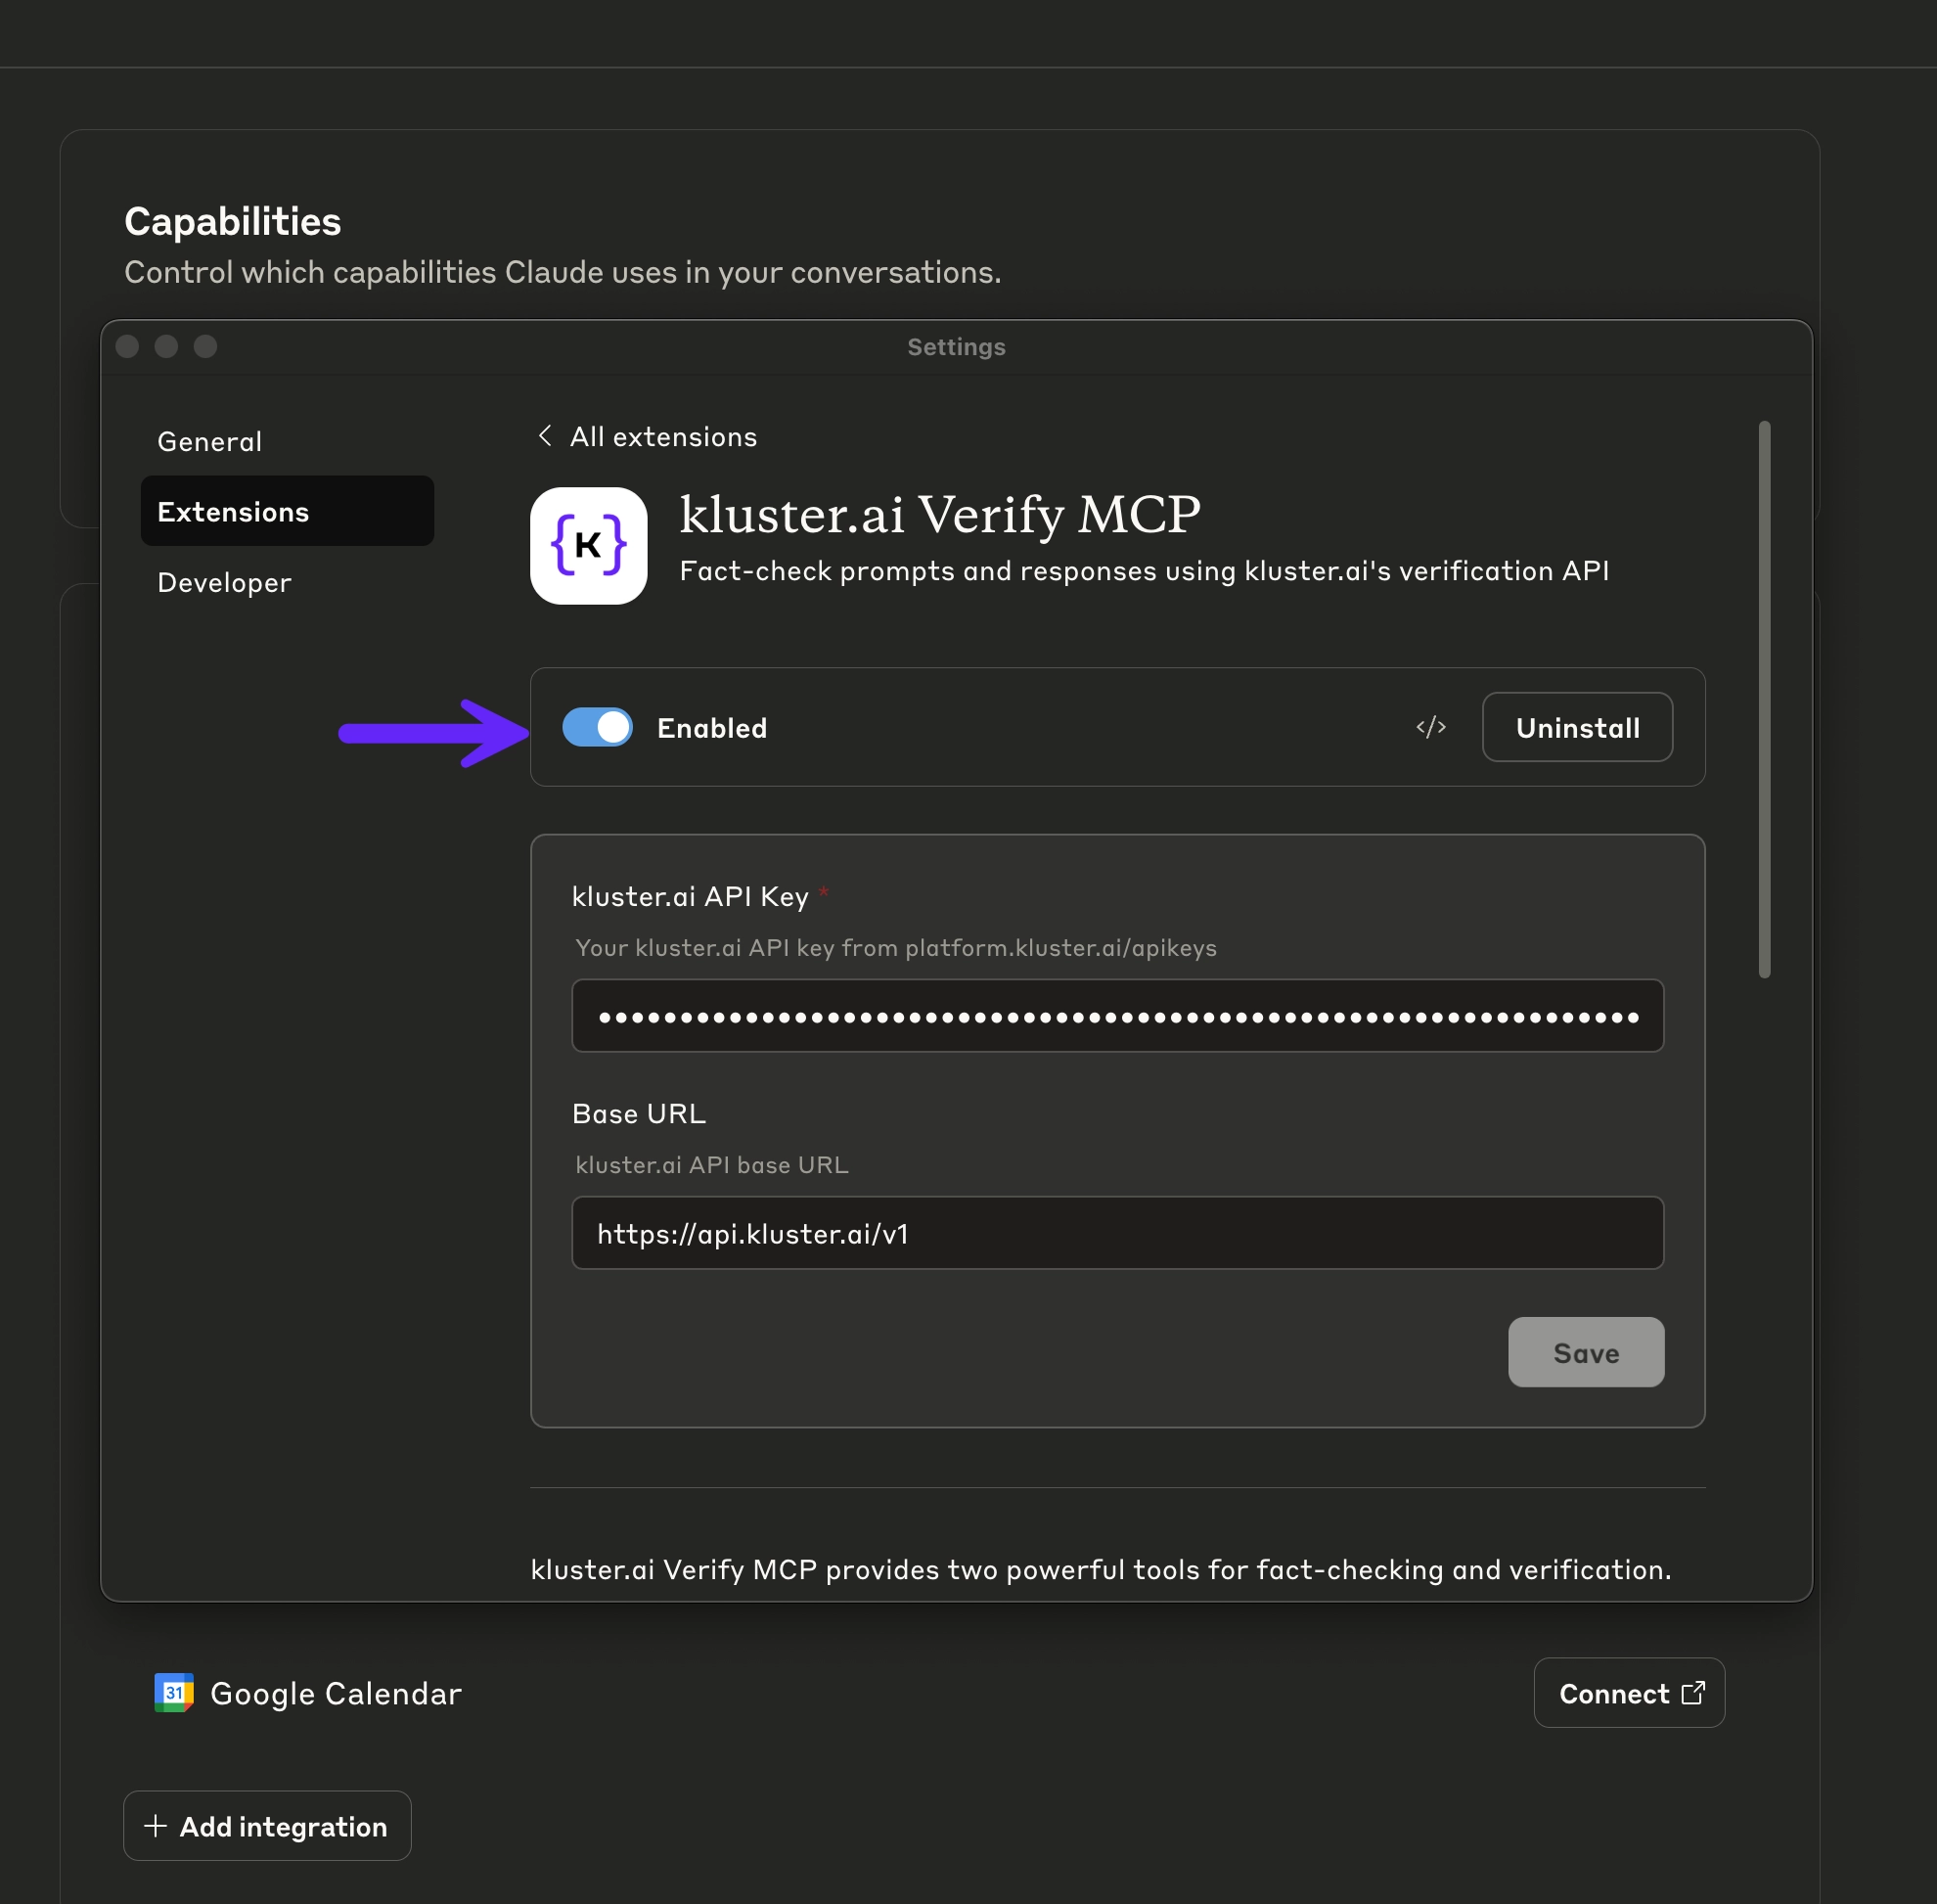 Capabilities
Control which capabilities Claude uses in your conversations.
Settings
General
Extensions
Developer
All extensions
K
kluster.ai Verify MCP
Fact-check prompts and responses using kluster.ai's verification API
Enabled
</>
Uninstall
kluster.ai API Key *
Your kluster.ai API key from platform.kluster.ai/apikeys
Base URL
kluster.ai API base URL
https://api.kluster.ai/v1
Save
kluster.ai Verify MCP provides two powerful tools for fact-checking and verification.
31
Google Calendar
Connect
Add integration